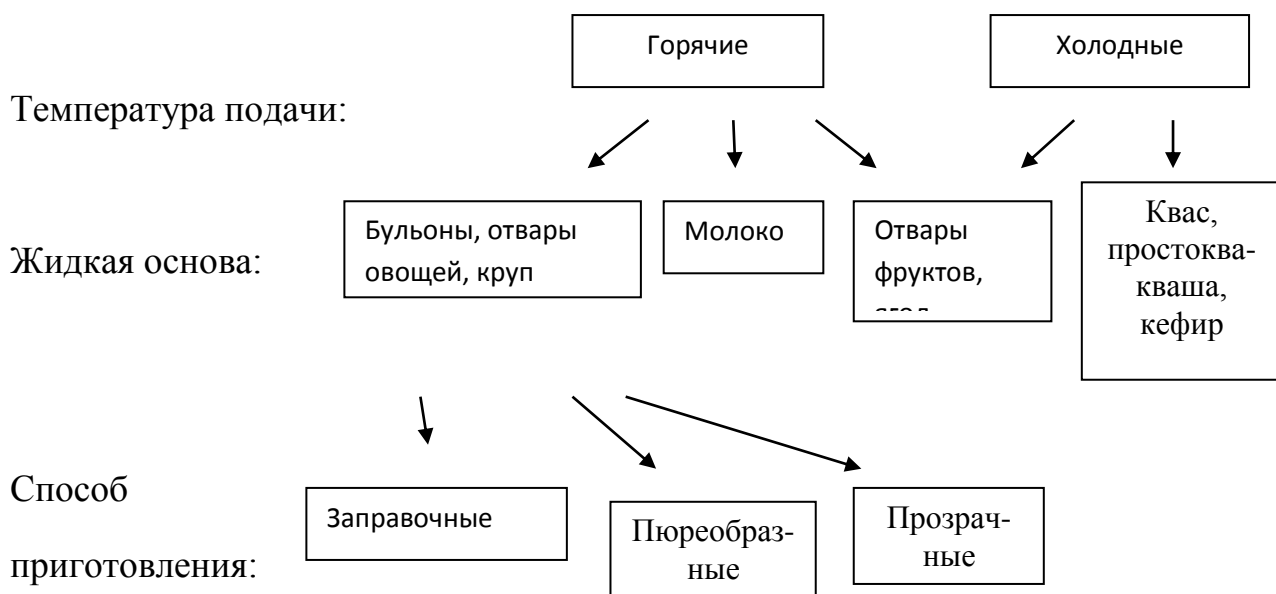 Горячие
Холодные
Температура подачи:
Жидкая основа:
Бульоны, отвары
овощей, круп
Молоко
Отвары
фруктов,
Квас,
простоква-
кваша,
кефир
Способ
приготовления:
Заправочные
Пюреобраз-
ные
Прозрач-
ные